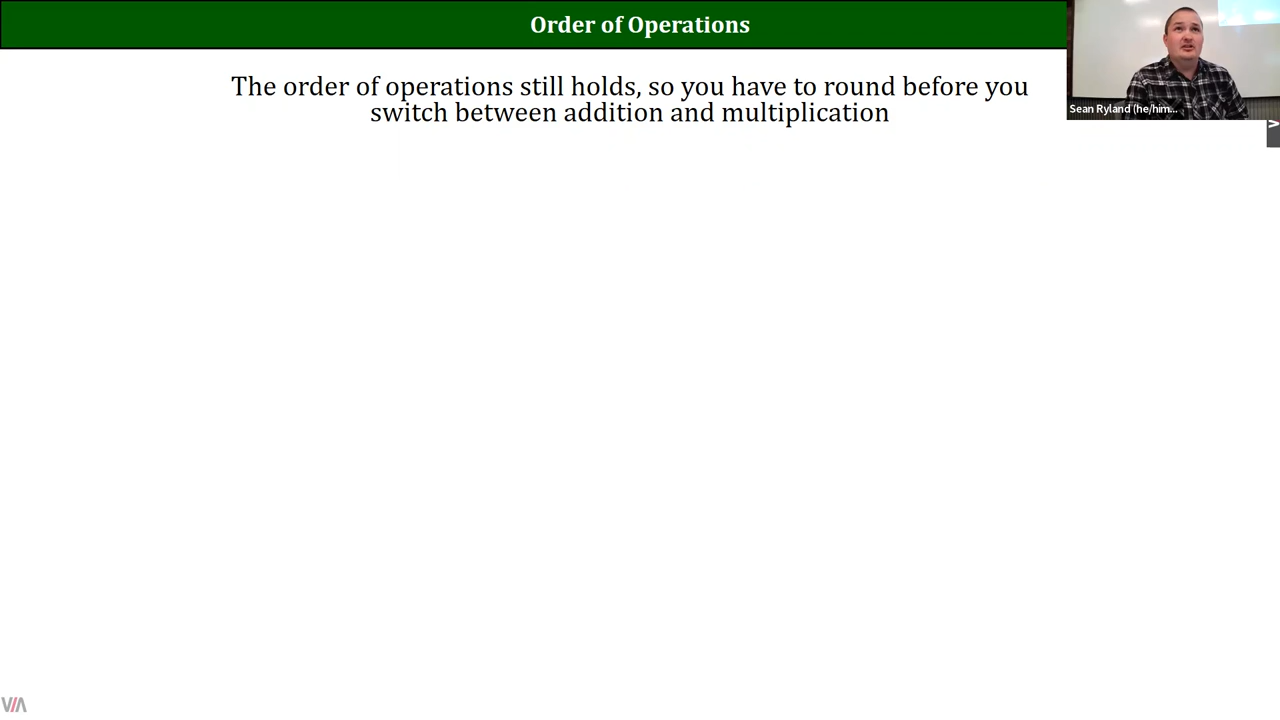 Order of Operations
The order of operations still holds, so you have to round before you
switch between addition and multiplication
Sean Ryland (he/him...
VIA